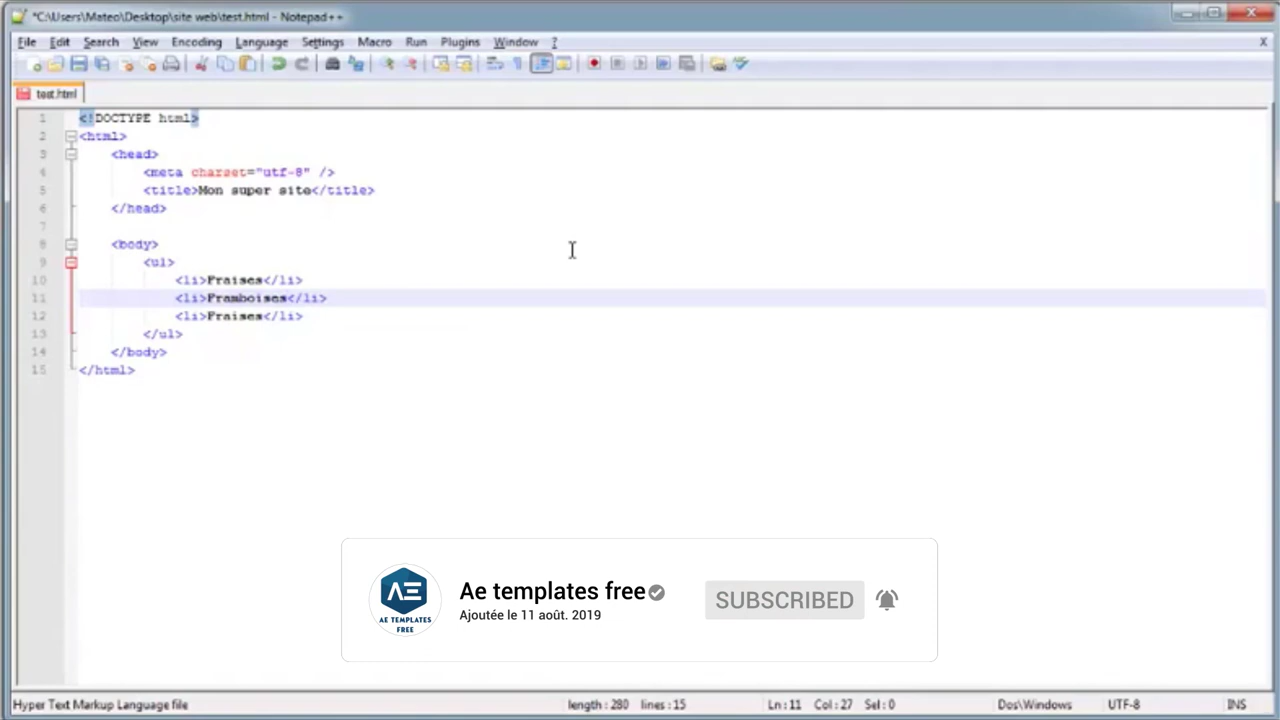 *C:\Users\Mateo\Desktop\site web\test.html - Notepad++
File Edit Search View Encoding Language Settings Macro Run Plugins Window ? X
test.html
1 <!DOCTYPE html>
2 <html>
3 <head>
4 <meta charset="utf-8" />
5 <title>Mon super site</title>
6 </head>
7
8 <body>
9 <ul>
10 <li>Fraises</li>
11 <li>Framboises</li>
12 <li>Fraises</li>
13 </ul>
14 </body>
15 </html>
AE
AE TEMPLATES
FREE
Ae templates free
Ajoutée le 11 août. 2019
SUBSCRIBED
Hyper Text Markup Language file length : 280 lines : 15 Ln : 11 Col : 27 Sel : 0 Dos\Windows UTF-8 INS